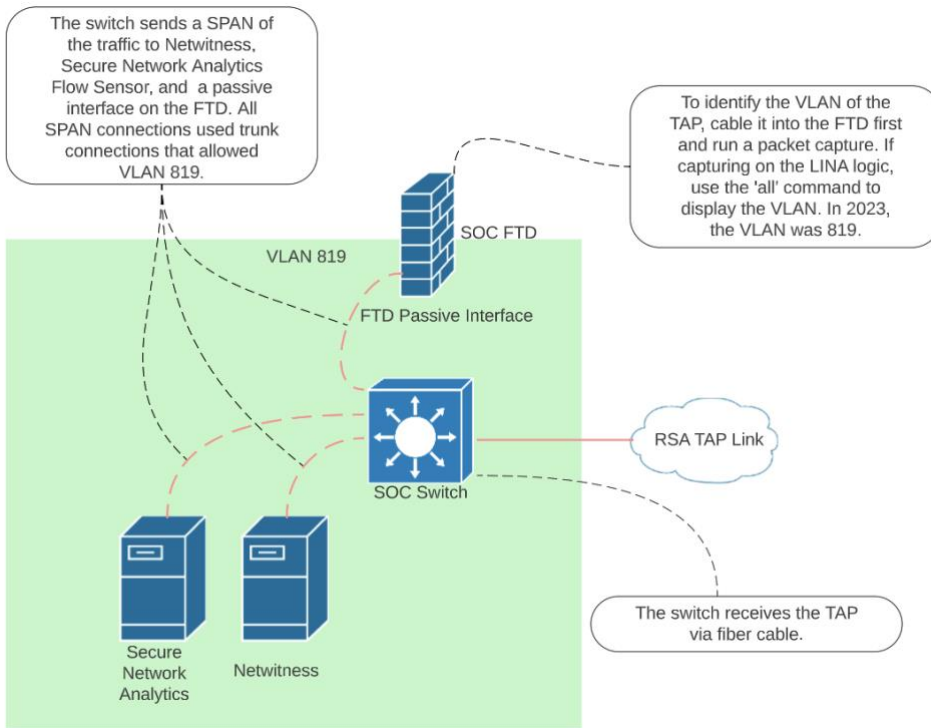 The switch sends a SPAN of
the traffic to Netwitness,
Secure Network Analytics
Flow Sensor, and a passive
interface on the FTD. All
SPAN connections used trunk
connections that allowed
VLAN 819.
To identify the VLAN of the
TAP, cable it into the FTD first
and run a packet capture. If
capturing on the LINA logic,
use the 'all' command to
display the VLAN. In 2023,
the VLAN was 819.
SOC FTD
VLAN 819
FTD Passive Interface
RSA TAP Link
SOC Switch
The switch receives the TAP
via fiber cable.
Secure
Network
Analytics
Netwitness